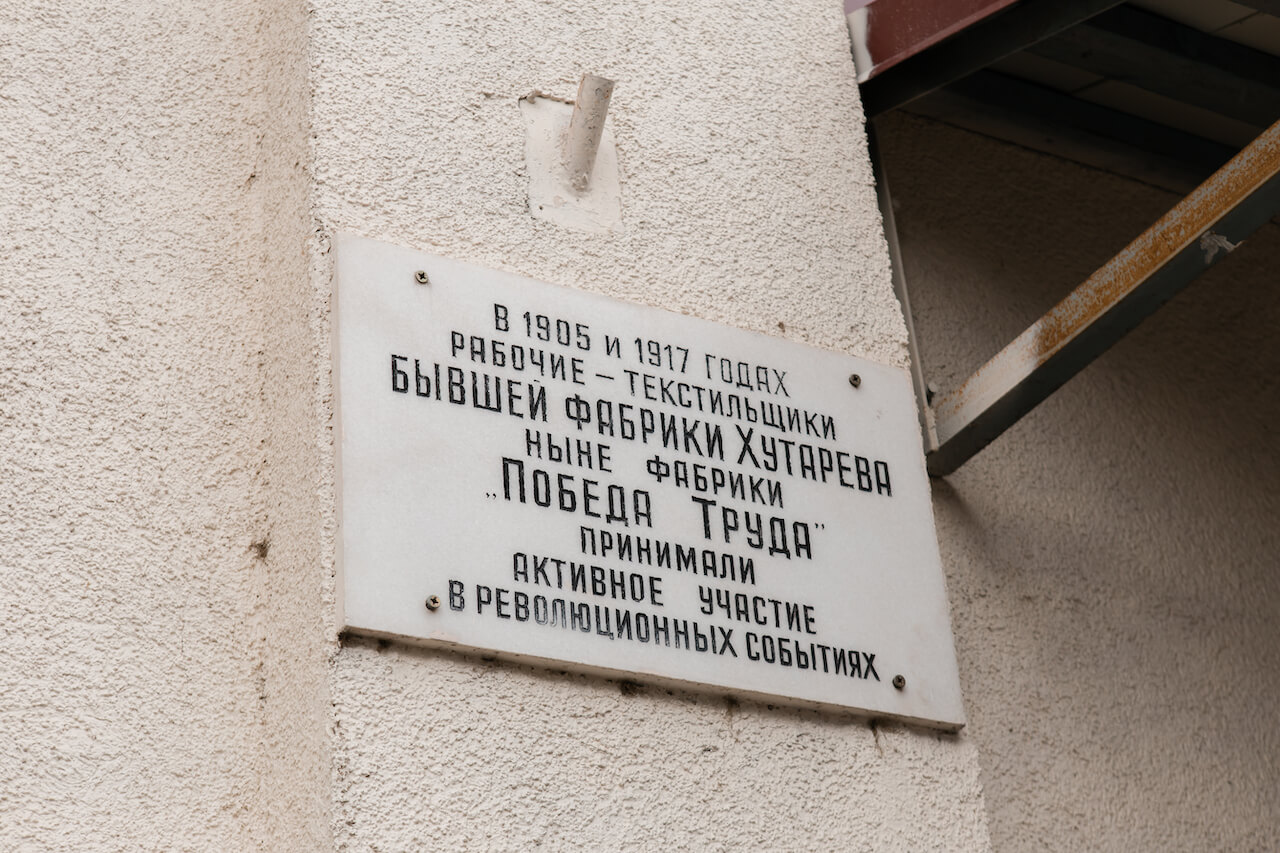 В 1905 И 1917 ГОДАХ
РАБОЧИЕ – ТЕКСТИЛЬЩИКИ
БЫВШЕЙ ФАБРИКИ ХУТАРЕВА
НЫНЕ ФАБРИКИ
„ПОБЕДА ТРУДА”
ПРИНИМАЛИ
АКТИВНОЕ УЧАСТИЕ
В РЕВОЛЮЦИОННЫХ СОБЫТИЯХ